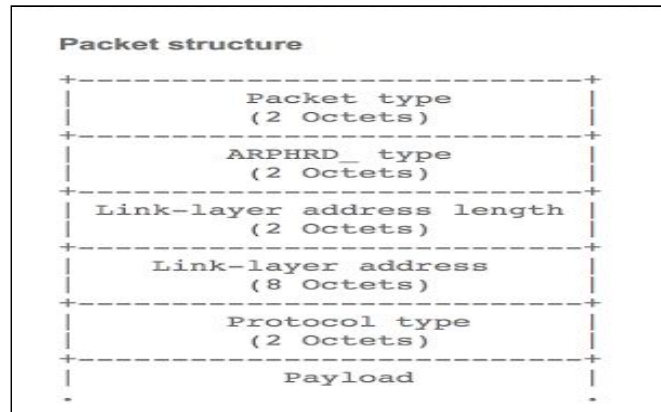 Packet structure
+---------------------------+
| Packet type |
| (2 Octets) |
+---------------------------+
| ARPHRD_ type |
| (2 Octets) |
+---------------------------+
| Link-layer address length |
| (2 Octets) |
+---------------------------+
| Link-layer address |
| (8 Octets) |
+---------------------------+
| Protocol type |
| (2 Octets) |
+---------------------------+
| Payload |
. .